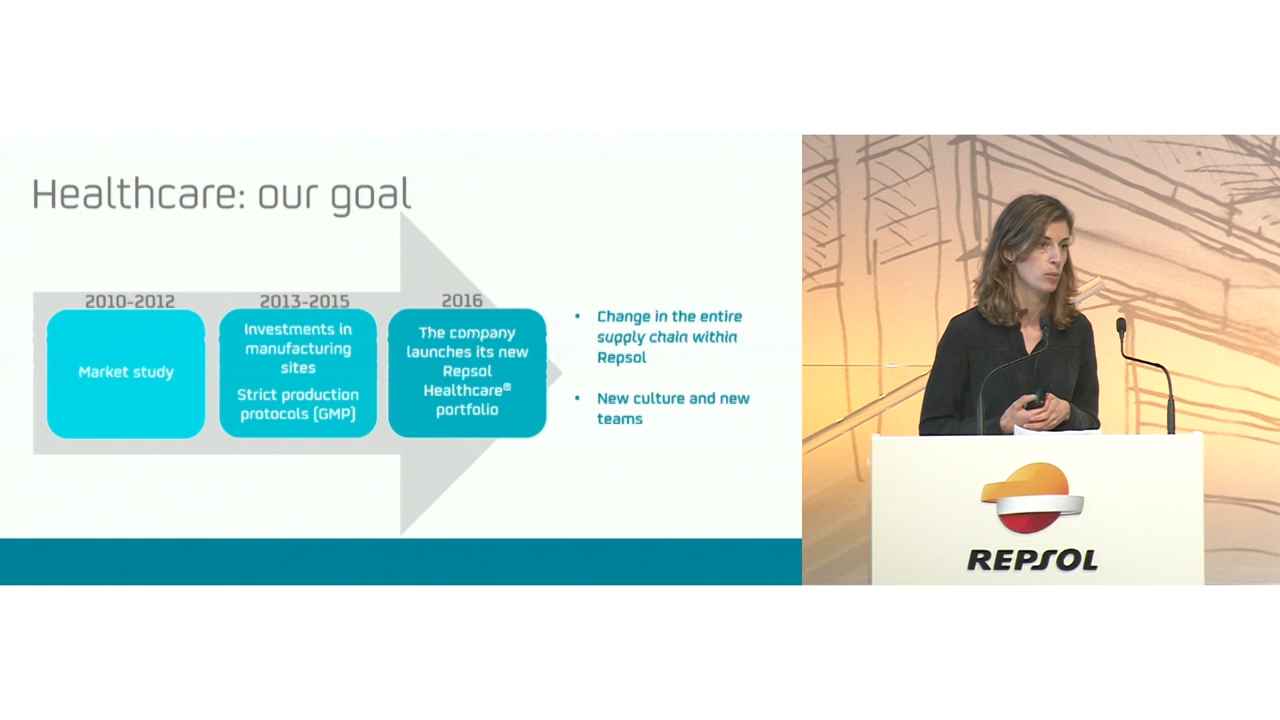 Healthcare: our goal
2010-2012
Market study
2013-2015
Investments in
manufacturing
sites
Strict production
protocols (GMP)
2016
The company
launches its new
Repsol
Healthcare®
portfolio
• Change in the entire
supply chain within
Repsol
• New culture and new
teams
REPSOL